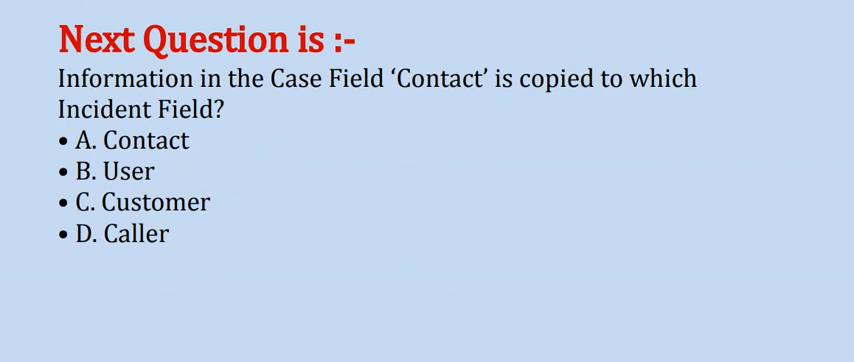 Next Question is :-
Information in the Case Field ‘Contact’ is copied to which
Incident Field?
• A. Contact
• B. User
• C. Customer
• D. Caller